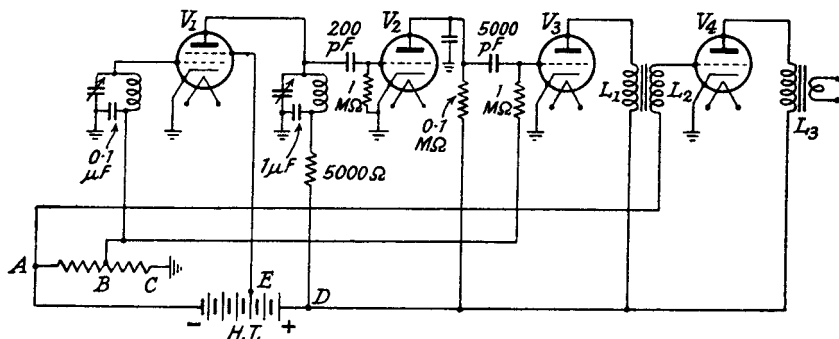 V1
200
pF
V2
5000
pF
V3
V4
1
MΩ
0.1
MΩ
1
MΩ
L1
L2
L3
0.1
μF
1μF
5000Ω
A
B
C
E
D
-
H.T.
+